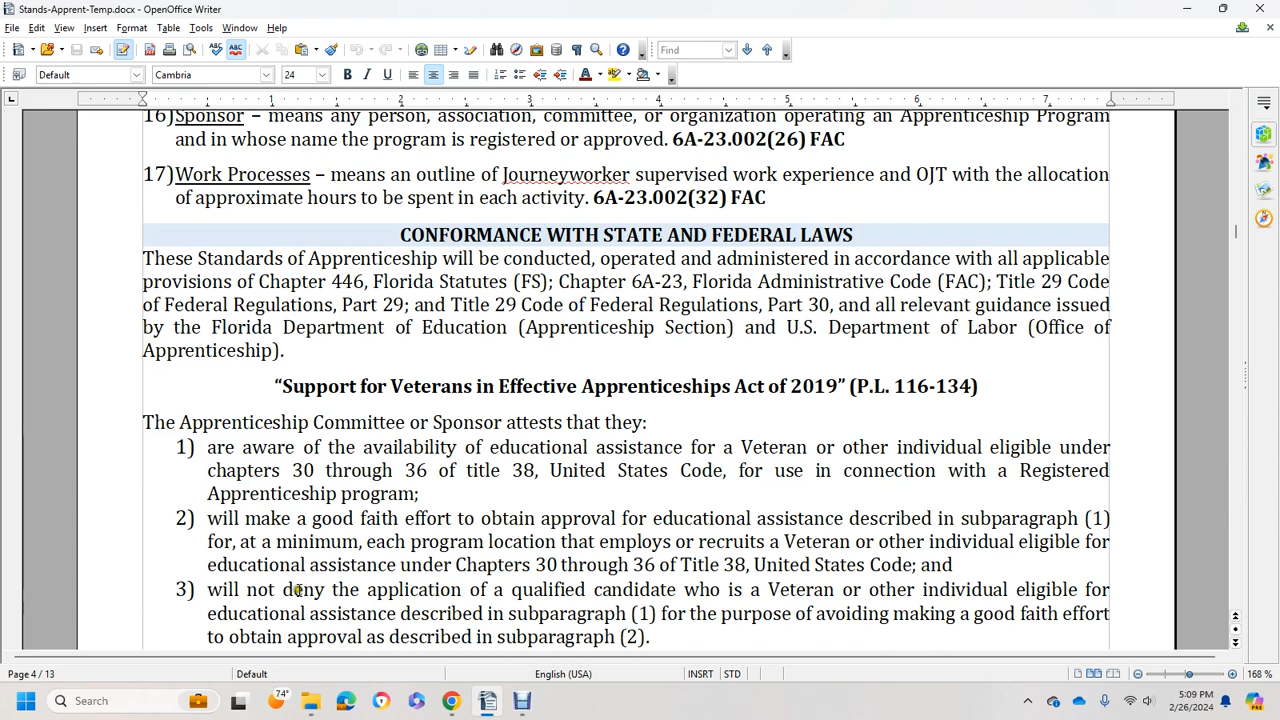 Stands-Apprent-Temp.docx - OpenOffice Writer
File Edit View Insert Format Table Tools Window Help
Find
Default Cambria 24
1 2 3 4 5 6 7
16) Sponsor – means any person, association, committee, or organization operating an Apprenticeship Program
and in whose name the program is registered or approved. 6A-23.002(26) FAC
17) Work Processes – means an outline of Journeyworker supervised work experience and OJT with the allocation
of approximate hours to be spent in each activity. 6A-23.002(32) FAC
CONFORMANCE WITH STATE AND FEDERAL LAWS
These Standards of Apprenticeship will be conducted, operated and administered in accordance with all applicable
provisions of Chapter 446, Florida Statutes (FS); Chapter 6A-23, Florida Administrative Code (FAC); Title 29 Code
of Federal Regulations, Part 29; and Title 29 Code of Federal Regulations, Part 30, and all relevant guidance issued
by the Florida Department of Education (Apprenticeship Section) and U.S. Department of Labor (Office of
Apprenticeship).
“Support for Veterans in Effective Apprenticeships Act of 2019” (P.L. 116-134)
The Apprenticeship Committee or Sponsor attests that they:
1) are aware of the availability of educational assistance for a Veteran or other individual eligible under
chapters 30 through 36 of title 38, United States Code, for use in connection with a Registered
Apprenticeship program;
2) will make a good faith effort to obtain approval for educational assistance described in subparagraph (1)
for, at a minimum, each program location that employs or recruits a Veteran or other individual eligible for
educational assistance under Chapters 30 through 36 of Title 38, United States Code; and
3) will not deny the application of a qualified candidate who is a Veteran or other individual eligible for
educational assistance described in subparagraph (1) for the purpose of avoiding making a good faith effort
to obtain approval as described in subparagraph (2).
Page 4 / 13 Default English (USA) INSRT STD 168 %
Search 74° 5:09 PM
2/26/2024